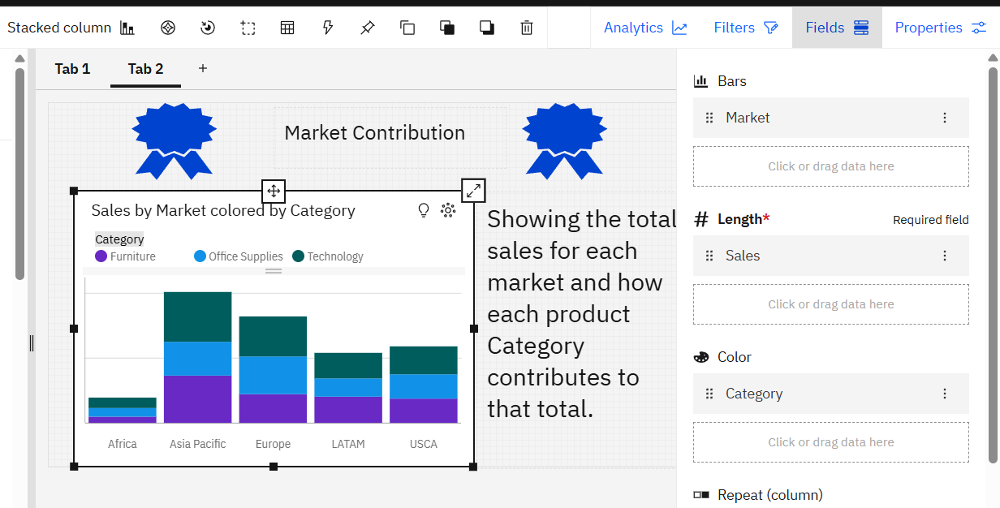 Stacked column
Analytics
Filters
Fields
Properties
Tab 1
Tab 2
+
Market Contribution
Sales by Market colored by Category
Category
Furniture
Office Supplies
Technology
Africa
Asia Pacific
Europe
LATAM
USCA
Showing the total
sales for each
market and how
each product
Category
contributes to
that total.
Bars
Market
Click or drag data here
# Length*
Required field
Sales
Click or drag data here
Color
Category
Click or drag data here
Repeat (column)